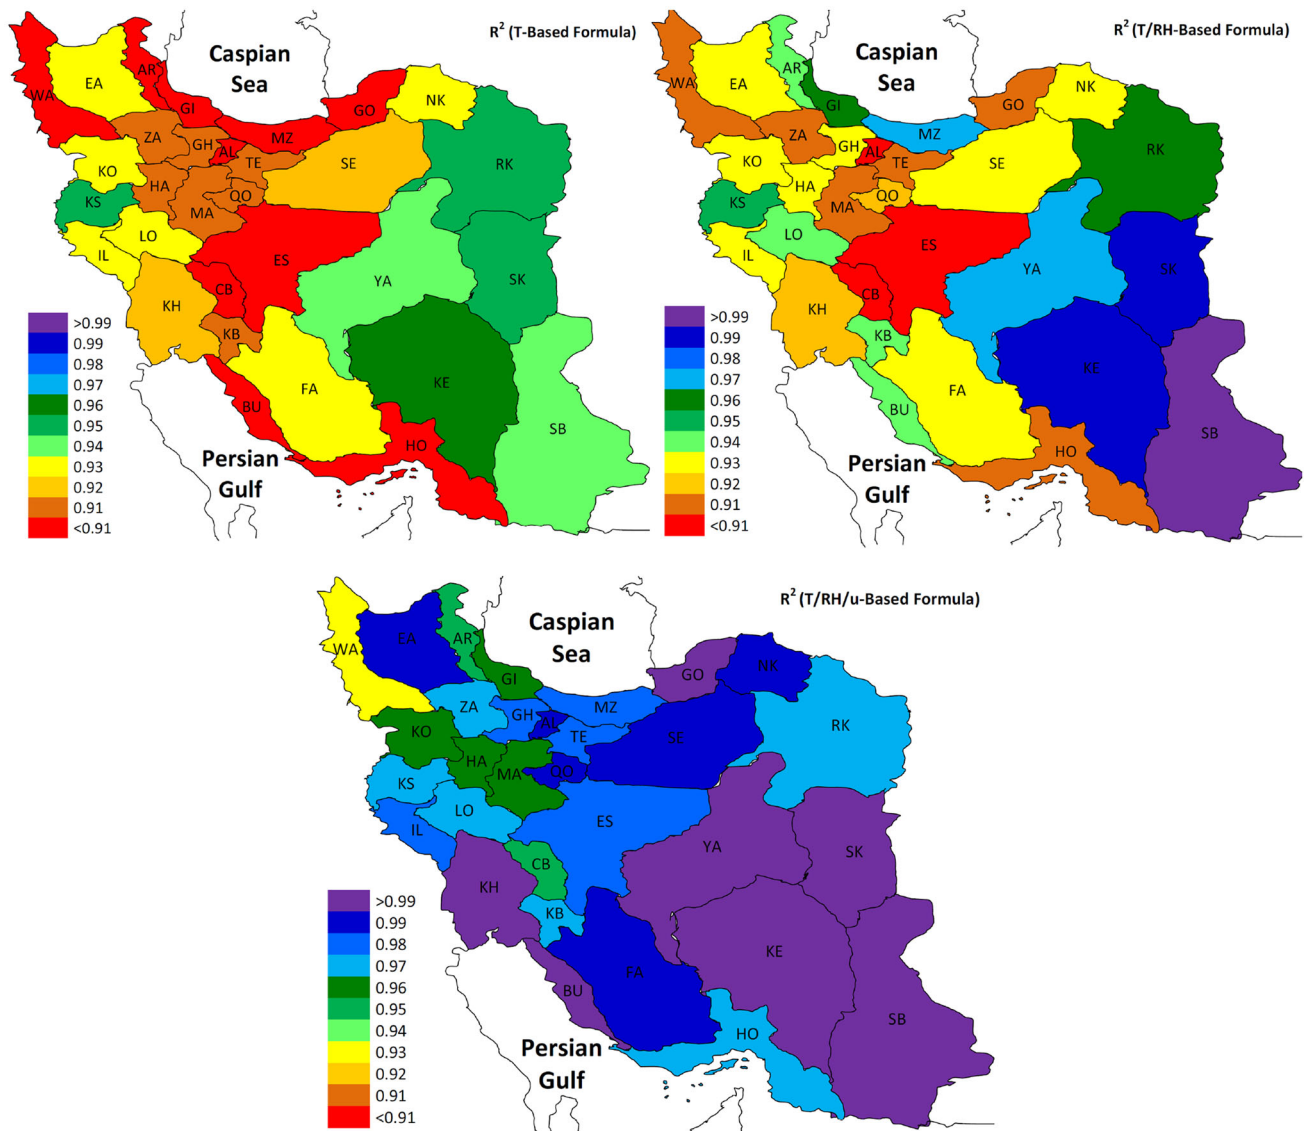 R² (T-Based Formula)
Caspian
Sea
WA
EA
AR
GI
ZA
GH
AL
MZ
GO
NK
TE
SE
RK
KO
HA
QO
KS
MA
LO
IL
ES
YA
SK
CB
KH
KB
KE
FA
BU
SB
HO
Persian
Gulf
>0.99
0.99
0.98
0.97
0.96
0.95
0.94
0.93
0.92
0.91
<0.91
R² (T/RH-Based Formula)
Caspian
Sea
WA
EA
AR
GI
ZA
GH
AL
MZ
GO
NK
TE
SE
RK
KO
HA
QO
KS
MA
LO
IL
ES
YA
SK
CB
KH
KB
KE
FA
BU
SB
HO
Persian
Gulf
>0.99
0.99
0.98
0.97
0.96
0.95
0.94
0.93
0.92
0.91
<0.91
R² (T/RH/u-Based Formula)
Caspian
Sea
WA
EA
AR
GI
ZA
GH
AL
MZ
GO
NK
TE
SE
RK
KO
HA
QO
KS
MA
LO
IL
ES
YA
SK
CB
KH
KB
KE
FA
BU
SB
HO
Persian
Gulf
>0.99
0.99
0.98
0.97
0.96
0.95
0.94
0.93
0.92
0.91
<0.91